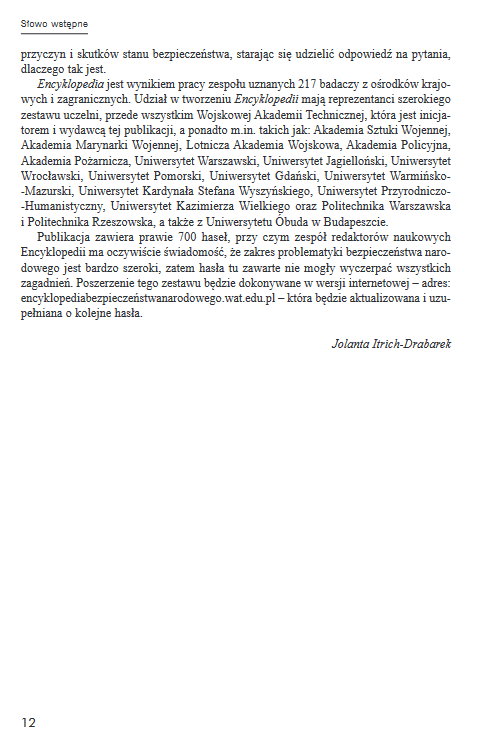 Słowo wstępne
przyczyn i skutków stanu bezpieczeństwa, starając się udzielić odpowiedź na pytania,
dlaczego tak jest.
Encyklopedia jest wynikiem pracy zespołu uznanych 217 badaczy z ośrodków krajo-
wych i zagranicznych. Udział w tworzeniu Encyklopedii mają reprezentanci szerokiego
zestawu uczelni, przede wszystkim Wojskowej Akademii Technicznej, która jest inicja-
torem i wydawcą tej publikacji, a ponadto m.in. takich jak: Akademia Sztuki Wojennej,
Akademia Marynarki Wojennej, Lotnicza Akademia Wojskowa, Akademia Policyjna,
Akademia Pożarnicza, Uniwersytet Warszawski, Uniwersytet Jagielloński, Uniwersytet
Wrocławski, Uniwersytet Pomorski, Uniwersytet Gdański, Uniwersytet Warmińsko-
-Mazurski, Uniwersytet Kardynała Stefana Wyszyńskiego, Uniwersytet Przyrodniczo-
-Humanistyczny, Uniwersytet Kazimierza Wielkiego oraz Politechnika Warszawska
i Politechnika Rzeszowska, a także z Uniwersytetu Óbuda w Budapeszcie.
Publikacja zawiera prawie 700 haseł, przy czym zespół redaktorów naukowych
Encyklopedii ma oczywiście świadomość, że zakres problematyki bezpieczeństwa naro-
dowego jest bardzo szeroki, zatem hasła tu zawarte nie mogły wyczerpać wszystkich
zagadnień. Poszerzenie tego zestawu będzie dokonywane w wersji internetowej – adres:
encyklopediabezpieczeństwanarodowego.wat.edu.pl – która będzie aktualizowana i uzu-
pełniana o kolejne hasła.
Jolanta Itrich-Drabarek
12